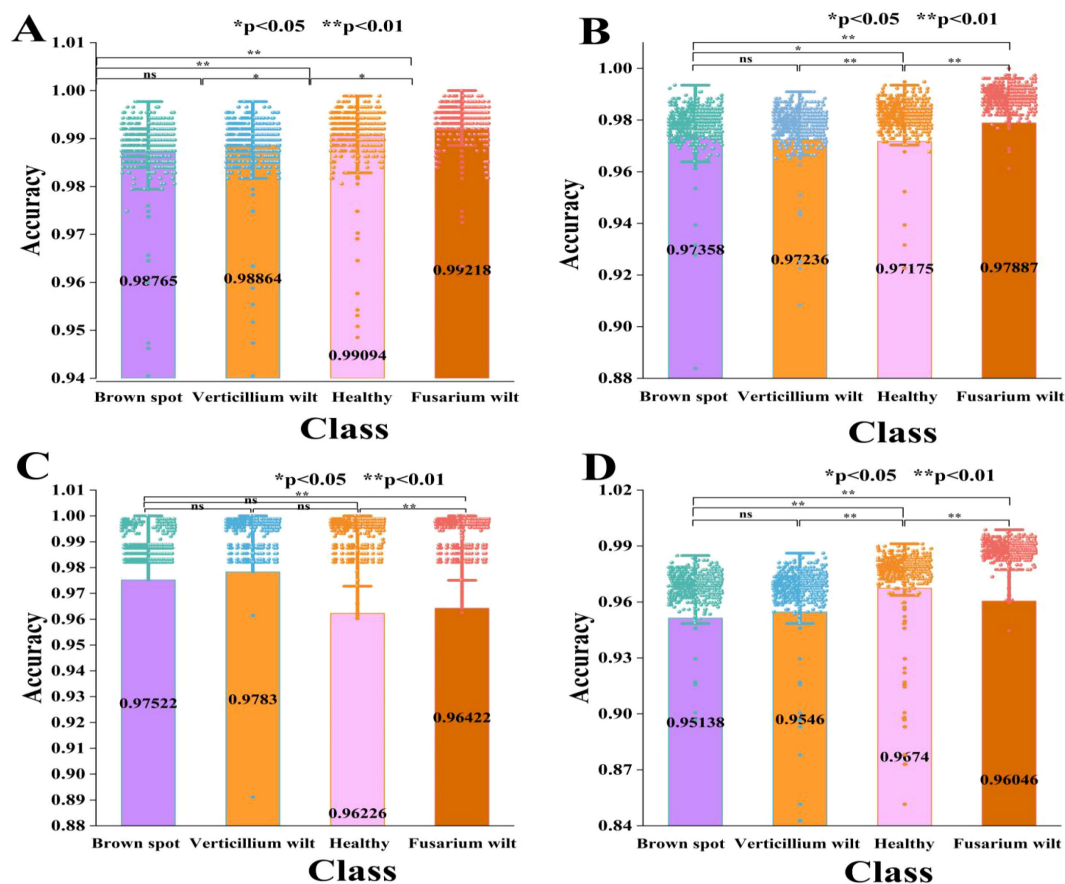 A
*p<0.05 **p<0.01
**
**
ns * *
Accuracy
1.01
1.00
0.99
0.98
0.97
0.96
0.95
0.94
0.98765
0.98864
0.99094
0.99218
Brown spot Verticillium wilt Healthy Fusarium wilt
Class
B
*p<0.05 **p<0.01
**
*
ns ** **
Accuracy
1.00
0.98
0.96
0.94
0.92
0.90
0.88
0.97358
0.97236
0.97175
0.97887
Brown spot Verticillium wilt Healthy Fusarium wilt
Class
C
*p<0.05 **p<0.01
**
ns
ns ns **
Accuracy
1.01
1.00
0.99
0.98
0.97
0.96
0.95
0.94
0.93
0.92
0.91
0.90
0.89
0.88
0.97522
0.9783
0.96226
0.96422
Brown spot Verticillium wilt Healthy Fusarium wilt
Class
D
*p<0.05 **p<0.01
**
**
ns ** **
Accuracy
1.02
0.99
0.96
0.93
0.90
0.87
0.84
0.95138
0.9546
0.9674
0.96046
Brown spot Verticillium wilt Healthy Fusarium wilt
Class